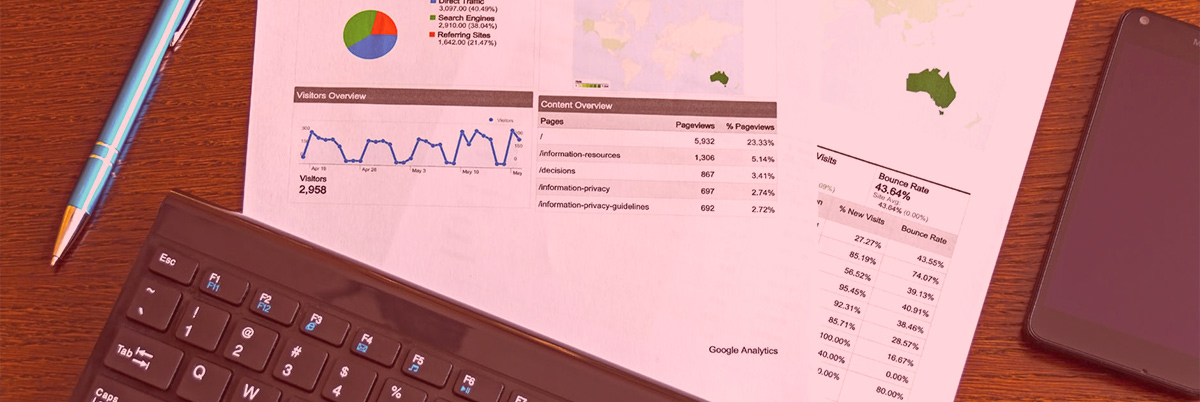 Direct Traffic
3,097.00 (40.49%)
Search Engines
2,910.00 (38.04%)
Referring Sites
1,642.00 (21.47%)
Visitors Overview
Visitors
Apr 19
Apr 26
May 3
May 10
May
Visitors
2,958
Content Overview
Pages Pageviews % Pageviews
/ 5,932 23.33%
/information-resources 1,306 5.14%
/decisions 867 3.41%
/information-privacy 697 2.74%
/information-privacy-guidelines 692 2.72%
Google Analytics
Visits
Bounce Rate
43.64%
Site Avg:
43.64% (0.00%)
% New Visits Bounce Rate
27.27% 43.55%
85.19% 74.07%
56.52% 39.13%
95.45% 40.91%
92.31% 38.46%
85.71% 28.57%
100.00% 16.67%
40.00% 0.00%
0.00% 80.00%
Esc
F1 F11
F2 F12
F3
F4
F5
F6
F7
~
` ! 1
@ 2
# 3
$ 4
%
Tab
Q
W
Caps